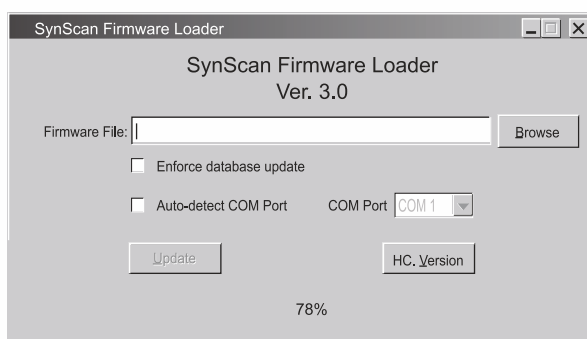 SynScan Firmware Loader
SynScan Firmware Loader
Ver. 3.0
Firmware File: Browse
Enforce database update
Auto-detect COM Port COM Port COM 1
Update HC. Version
78%